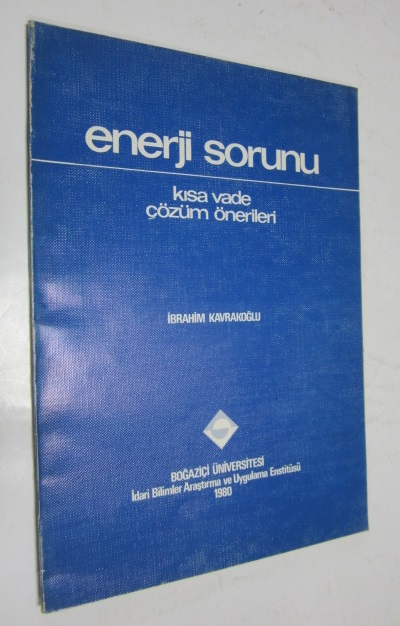 enerji sorunu
kısa vade
çözüm önerileri
İBRAHİM KAVRAKOĞLU
BOĞAZİÇİ ÜNİVERSİTESİ
İdari Bilimler Araştırma ve Uygulama Enstitüsü
1980